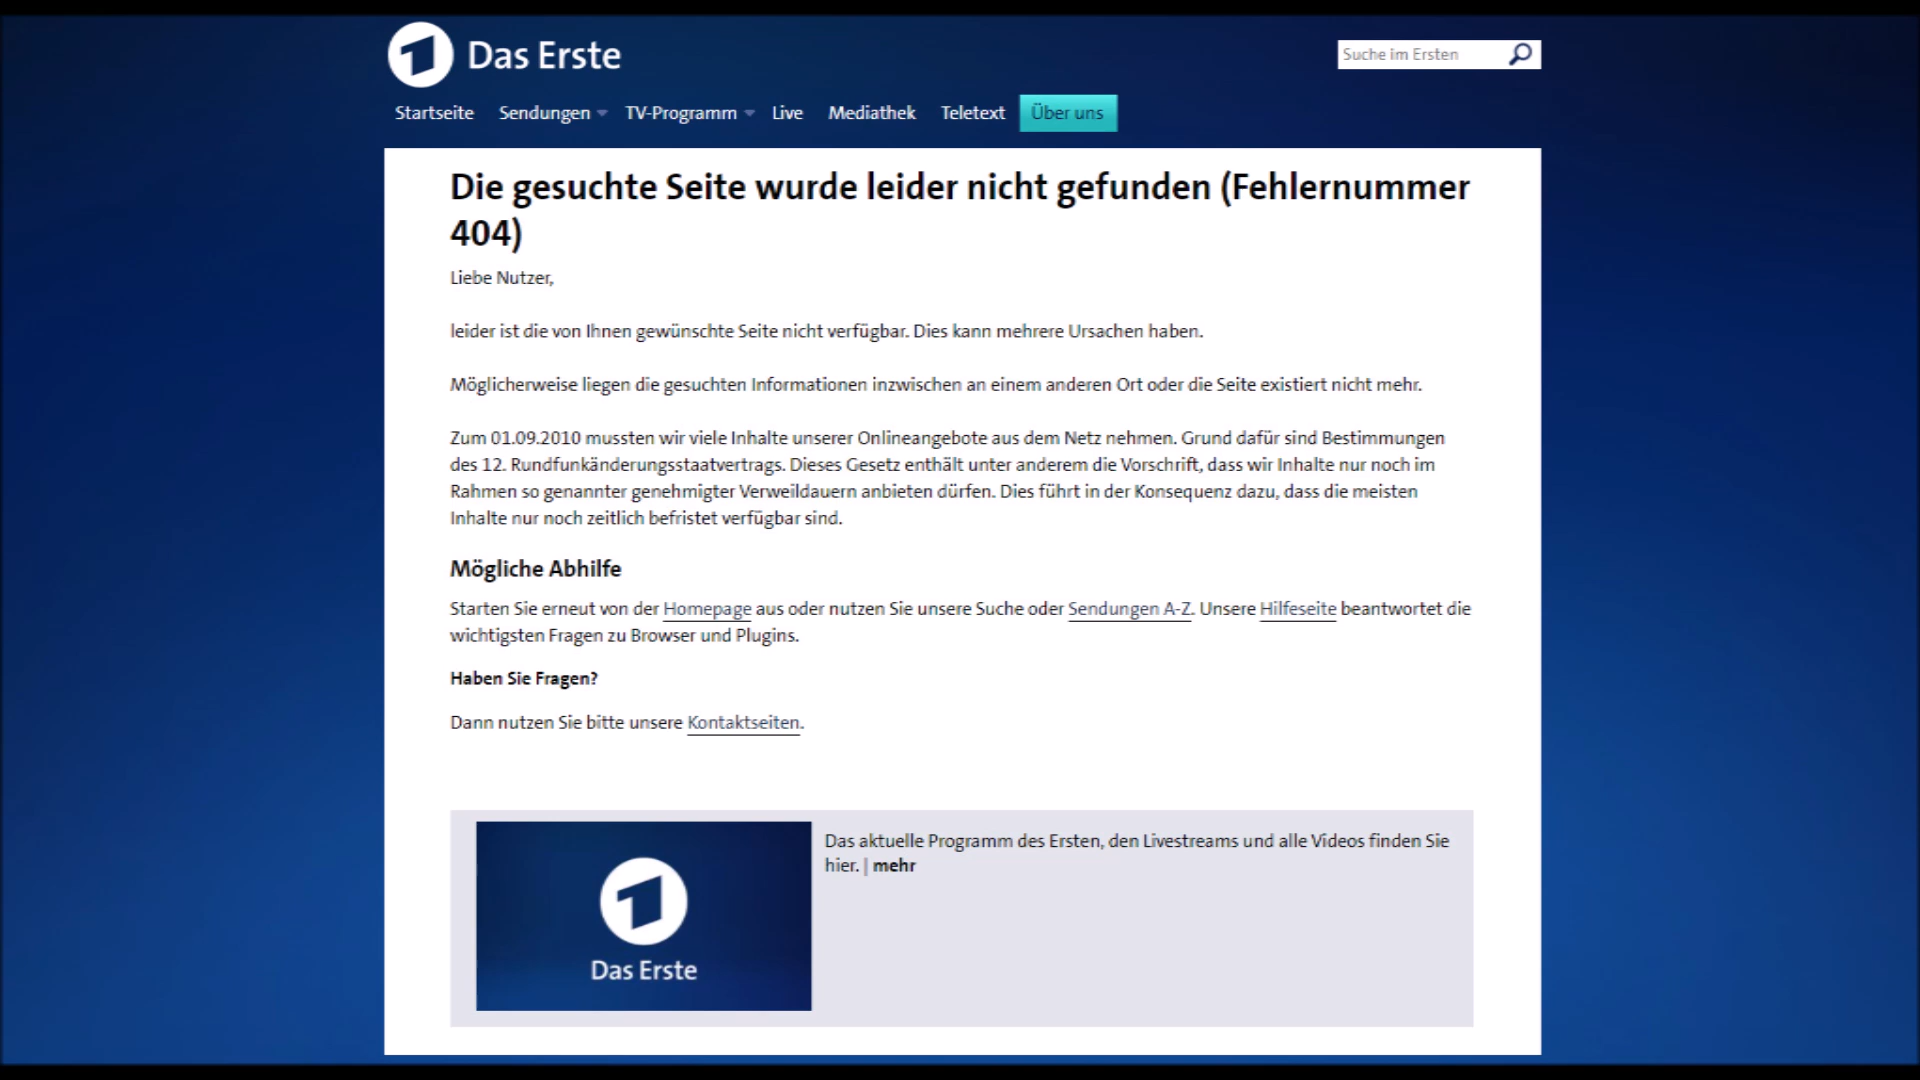 Das Erste
Suche im Ersten
Startseite Sendungen TV-Programm Live Mediathek Teletext Über uns
Die gesuchte Seite wurde leider nicht gefunden (Fehlernummer
404)
Liebe Nutzer,
leider ist die von Ihnen gewünschte Seite nicht verfügbar. Dies kann mehrere Ursachen haben.
Möglicherweise liegen die gesuchten Informationen inzwischen an einem anderen Ort oder die Seite existiert nicht mehr.
Zum 01.09.2010 mussten wir viele Inhalte unserer Onlineangebote aus dem Netz nehmen. Grund dafür sind Bestimmungen
des 12. Rundfunkänderungsstaatvertrags. Dieses Gesetz enthält unter anderem die Vorschrift, dass wir Inhalte nur noch im
Rahmen so genannter genehmigter Verweildauern anbieten dürfen. Dies führt in der Konsequenz dazu, dass die meisten
Inhalte nur noch zeitlich befristet verfügbar sind.
Mögliche Abhilfe
Starten Sie erneut von der Homepage aus oder nutzen Sie unsere Suche oder Sendungen A-Z. Unsere Hilfeseite beantwortet die
wichtigsten Fragen zu Browser und Plugins.
Haben Sie Fragen?
Dann nutzen Sie bitte unsere Kontaktseiten.
Das aktuelle Programm des Ersten, den Livestreams und alle Videos finden Sie
hier. | mehr
Das Erste